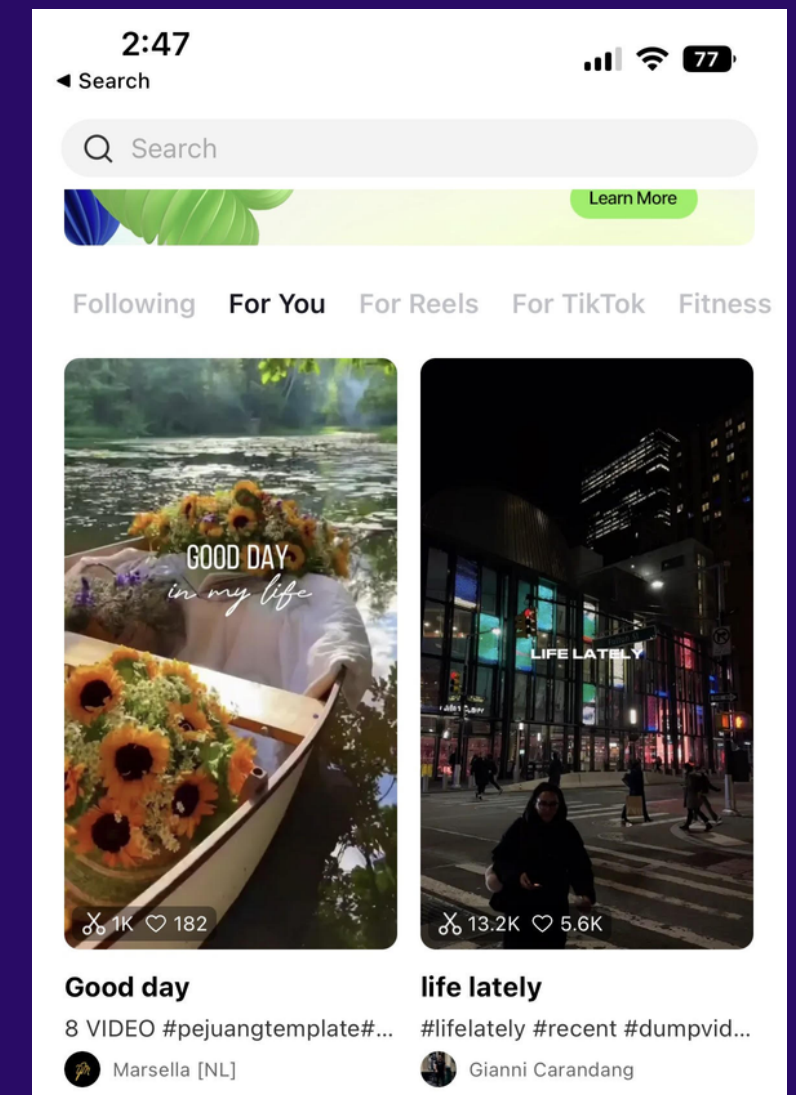 2:47
77
Search
Search
Learn More
Following For You For Reels For TikTok Fitness
GOOD DAY
in my life
LIFE LATELY
1K 182
13.2K 5.6K
Good day
8 VIDEO #pejuangtemplate#...
Marsella [NL]
life lately
#lifelately #recent #dumpvid...
Gianni Carandang